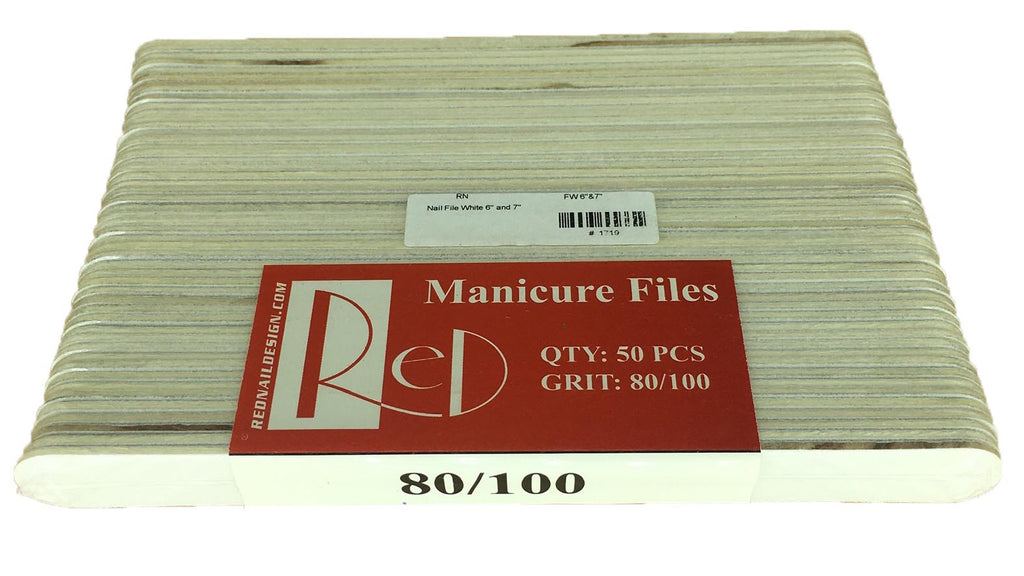 RN FW 6"&7"
Nail File White 6" and 7"
# 1719
Manicure Files
REDNAILDESIGN.COM
ReD
QTY: 50 PCS
GRIT: 80/100
80/100